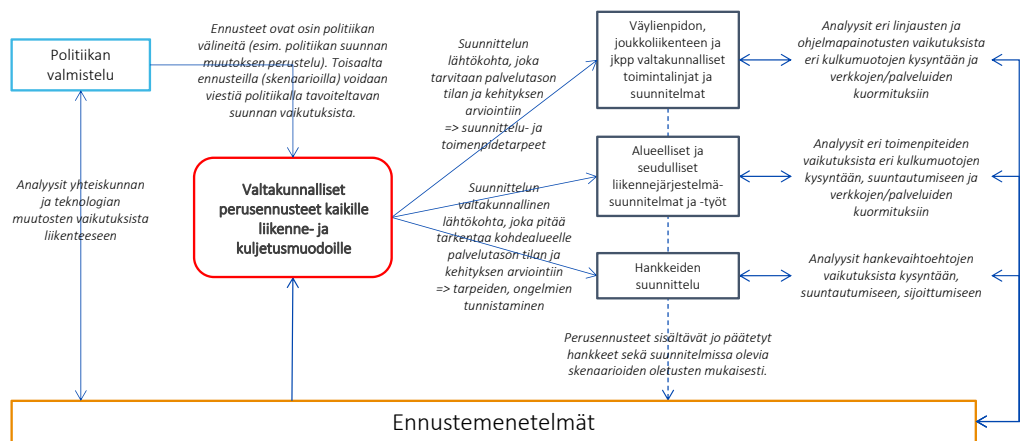 Politiikan
valmistelu
Ennusteet ovat osin politiikan
välineitä (esim. politiikan suunnan
muutoksen perustelu). Toisaalta
ennusteilla (skenaarioilla) voidaan
viestiä politiikalla tavoiteltavan
suunnan vaikutuksista.
Analyysit yhteiskunnan
ja teknologian
muutosten vaikutuksista
liikenteeseen
Valtakunnalliset
perusennusteet kaikille
liikenne- ja
kuljetusmuodoille
Suunnittelun
lähtökohta, joka
tarvitaan palvelutason
tilan ja kehityksen
arviointiin
=> suunnittelu- ja
toimenpidetarpeet
Suunnittelun
valtakunnallinen
lähtökohta, joka pitää
tarkentaa kohdealueelle
palvelutason tilan ja
kehityksen arviointiin
=> tarpeiden, ongelmien
tunnistaminen
Väylienpidon,
joukkoliikenteen ja
jkpp valtakunnalliset
toimintalinjat ja
suunnitelmat
Alueelliset ja
seudulliset
liikennejärjestelmä-
suunnitelmat ja -työt
Hankkeiden
suunnittelu
Analyysit eri linjausten ja
ohjelmapainotusten vaikutuksista
eri kulkumuotojen kysyntään ja
verkkojen/palveluiden
kuormituksiin
Analyysit eri toimenpiteiden
vaikutuksista eri kulkumuotojen
kysyntään, suuntautumiseen ja
verkkojen/palveluiden
kuormituksiin
Analyysit hankevaihtoehtojen
vaikutuksista kysyntään,
suuntautumiseen, sijoittumiseen
Perusennusteet sisältävät jo päätetyt
hankkeet sekä suunnitelmissa olevia
skenaarioiden oletusten mukaisesti.
Ennustemenetelmät